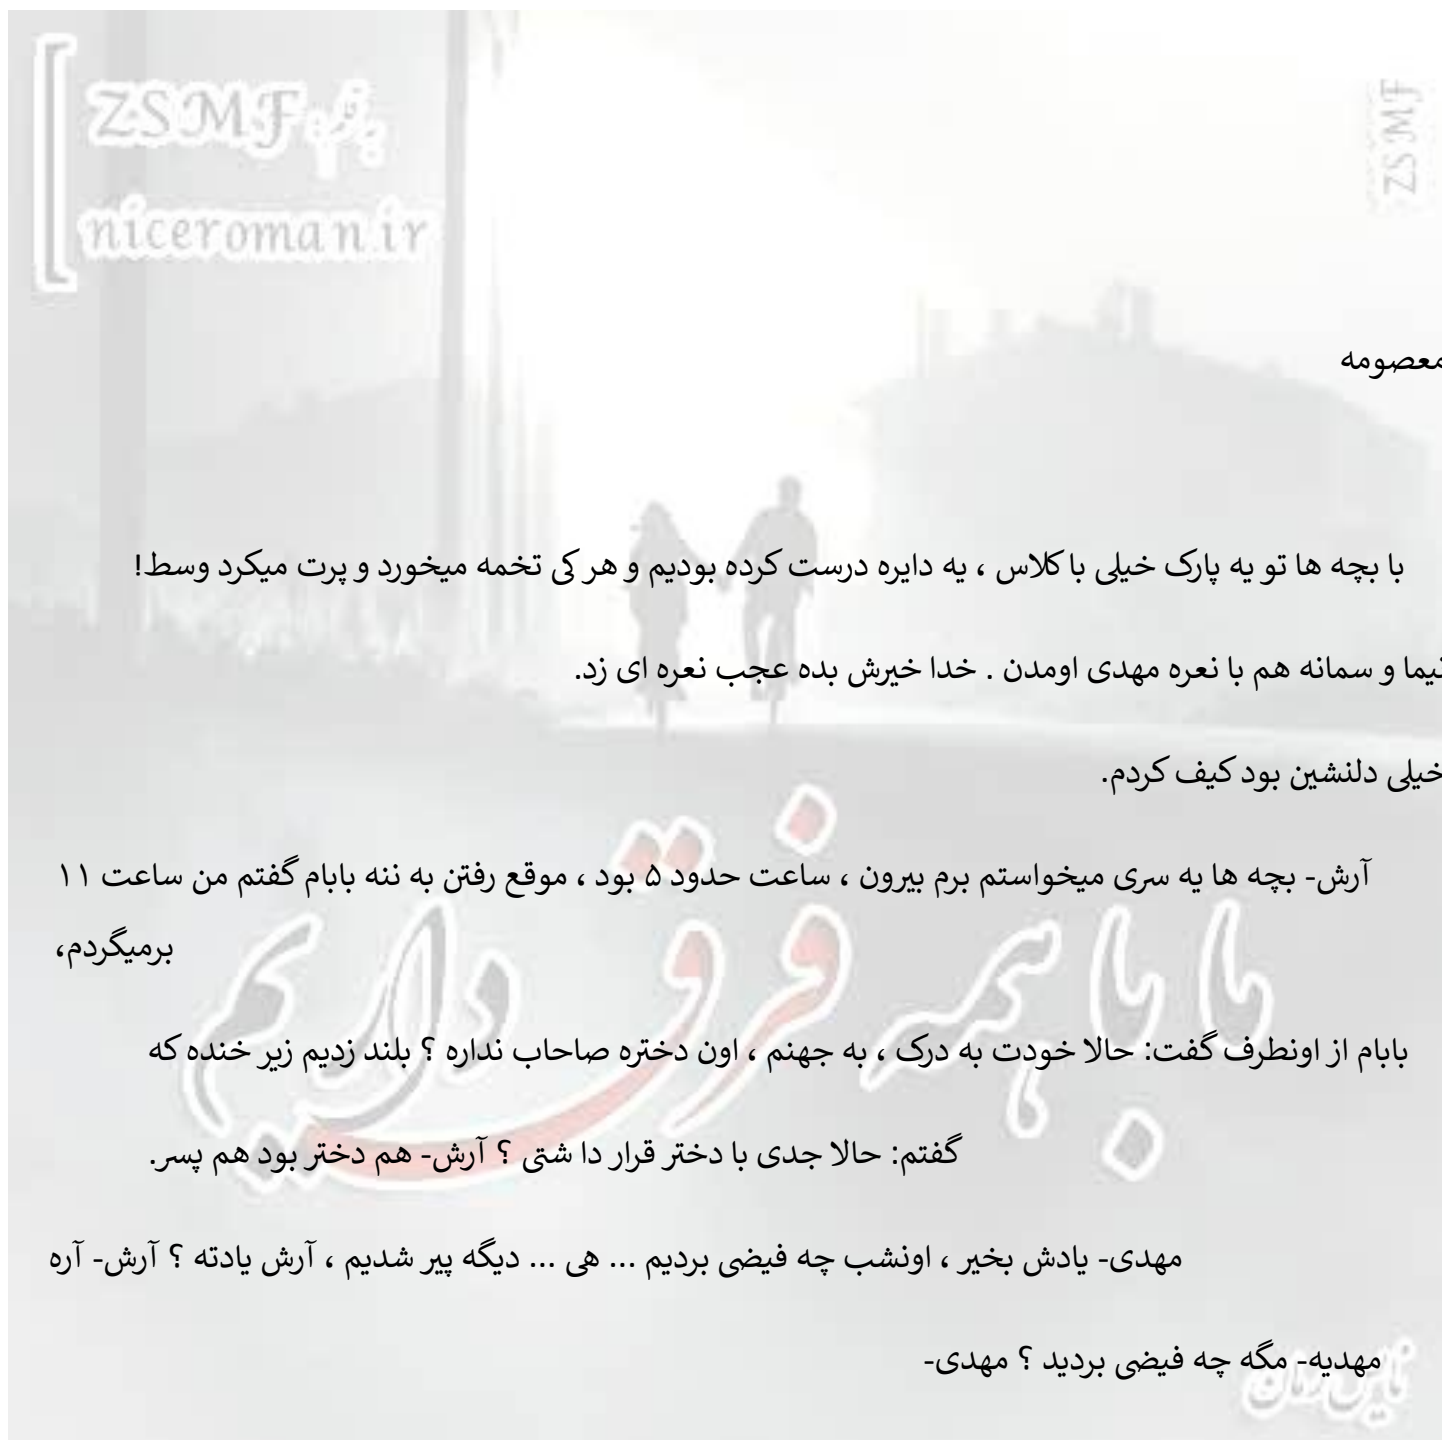 ZSMF
niceroman.ir
ZSMF
معصومه
با بچه ها تو یه پارک خیلی باکلاس ، یه دایره درست کرده بودیم و هر کی تخمه میخورد و پرت میکرد وسط!
نیما و سمانه هم با نعره مهدی اومدن . خدا خیرش بده عجب نعره ای زد.
خیلی دلنشین بود کیف کردم.
آرش- بچه ها یه سری میخواستم برم بیرون ، ساعت حدود ۵ بود ، موقع رفتن به ننه بابام گفتم من ساعت ۱۱
برمیگردم،
بابام از اونطرف گفت: حالا خودت به درک ، به جهنم ، اون دختره صاحاب نداره ؟ بلند زدیم زیر خنده که
گفتم: حالا جدی با دختر قرار دا شتی ؟ آرش- هم دختر بود هم پسر.
مهدی- یادش بخیر ، اونشب چه فیضی بردیم ... هی ... دیگه پیر شدیم ، آرش یادته ؟ آرش- آره
مهدیه- مگه چه فیضی بردید ؟ مهدی-
ما با همه فرق داریم
نایس رمان